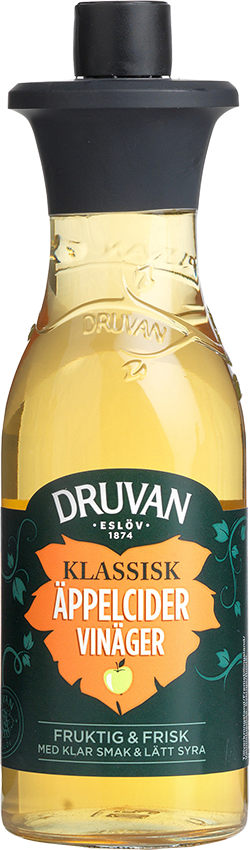 DRUVAN
DRUVAN
• ESLÖV •
1874
KLASSISK
ÄPPELCIDER
VINÄGER
FRUKTIG & FRISK
MED KLAR SMAK & LÄTT SYRA